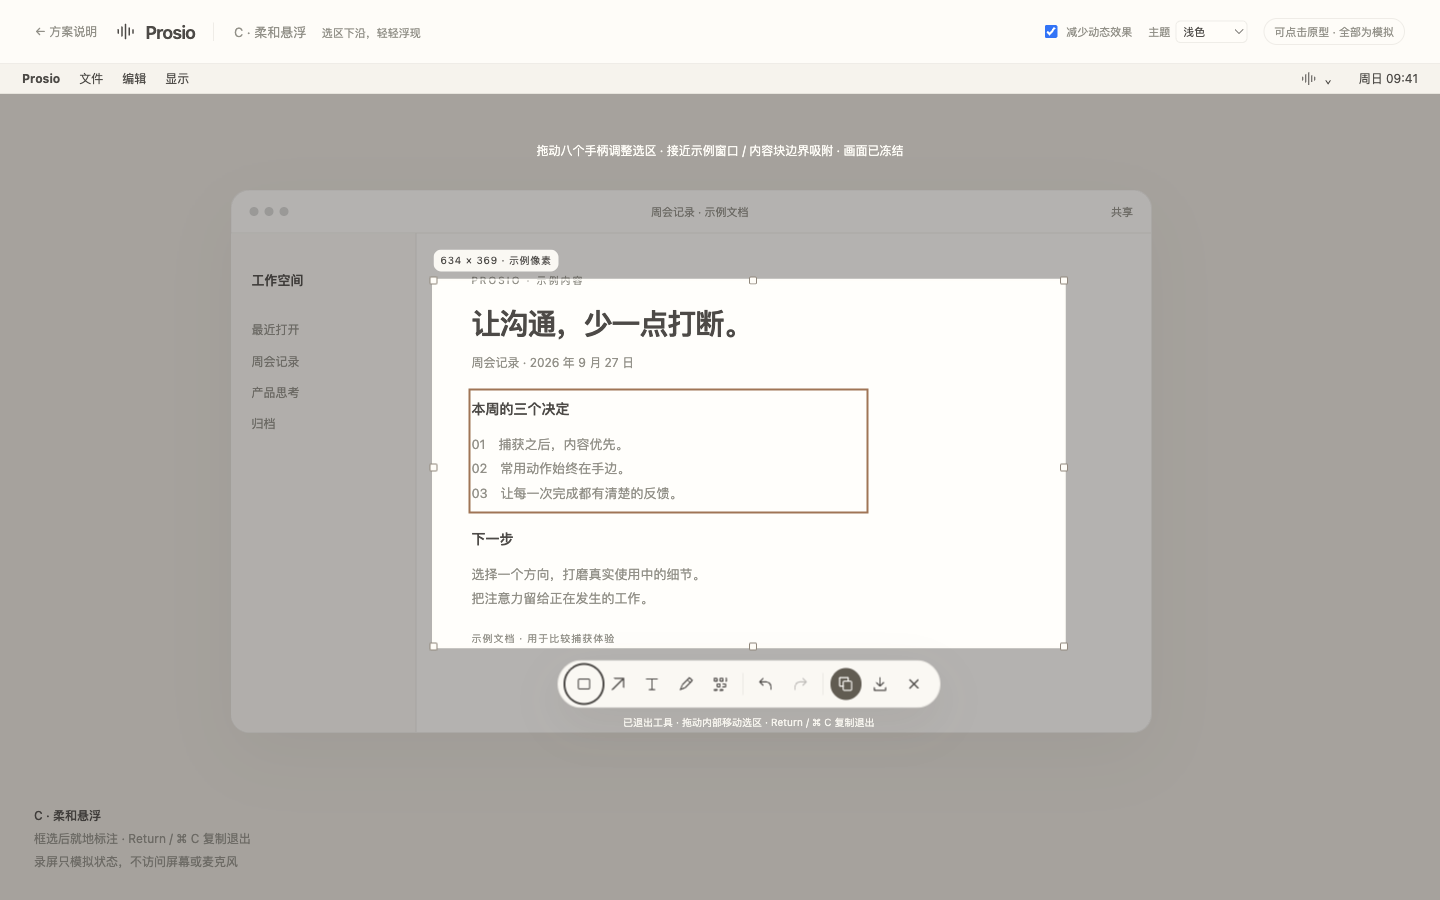 ← 方案说明 Prosio C · 柔和悬浮 选区下沿，轻轻浮现 减少动态效果 主题 浅色 可点击原型 · 全部为模拟
Prosio 文件 编辑 显示 周日 09:41
拖动八个手柄调整选区 · 接近示例窗口 / 内容块边界吸附 · 画面已冻结
周会记录 · 示例文档 共享
工作空间
最近打开
周会记录
产品思考
归档
634 × 369 · 示例像素
PROSIO · 示例内容
让沟通，少一点打断。
周会记录 · 2026 年 9 月 27 日
本周的三个决定
01 捕获之后，内容优先。
02 常用动作始终在手边。
03 让每一次完成都有清楚的反馈。
下一步
选择一个方向，打磨真实使用中的细节。
把注意力留给正在发生的工作。
示例文档 · 用于比较捕获体验
已退出工具 · 拖动内部移动选区 · Return / ⌘ C 复制退出
C · 柔和悬浮
框选后就地标注 · Return / ⌘ C 复制退出
录屏只模拟状态，不访问屏幕或麦克风